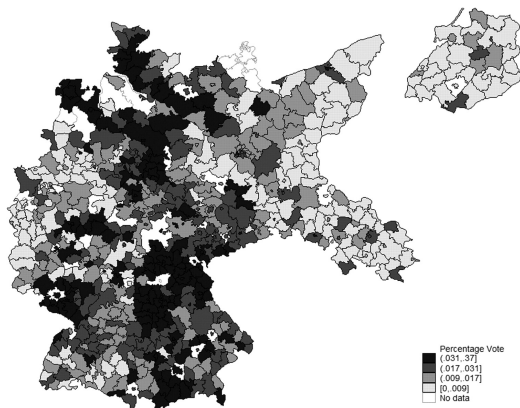 Percentage Vote
(.031,.37]
(.017,.031]
(.009,.017]
[0,.009]
No data